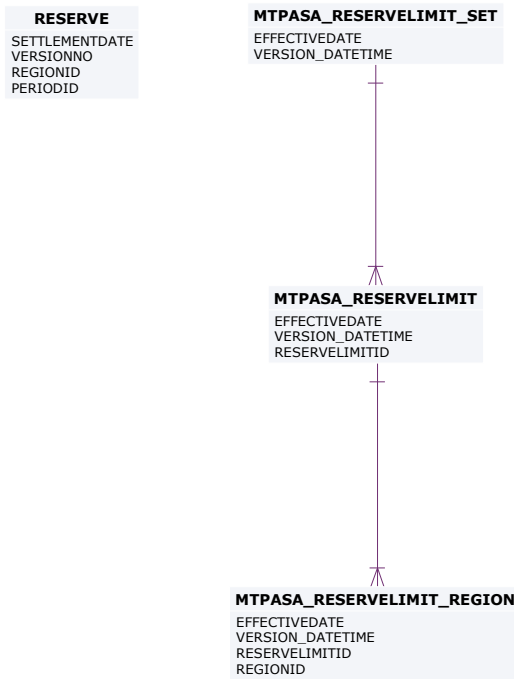 RESERVE
SETTLEMENTDATE
VERSIONNO
REGIONID
PERIODID
MTPASA_RESERVELIMIT_SET
EFFECTIVEDATE
VERSION_DATETIME
MTPASA_RESERVELIMIT
EFFECTIVEDATE
VERSION_DATETIME
RESERVELIMITID
MTPASA_RESERVELIMIT_REGION
EFFECTIVEDATE
VERSION_DATETIME
RESERVELIMITID
REGIONID